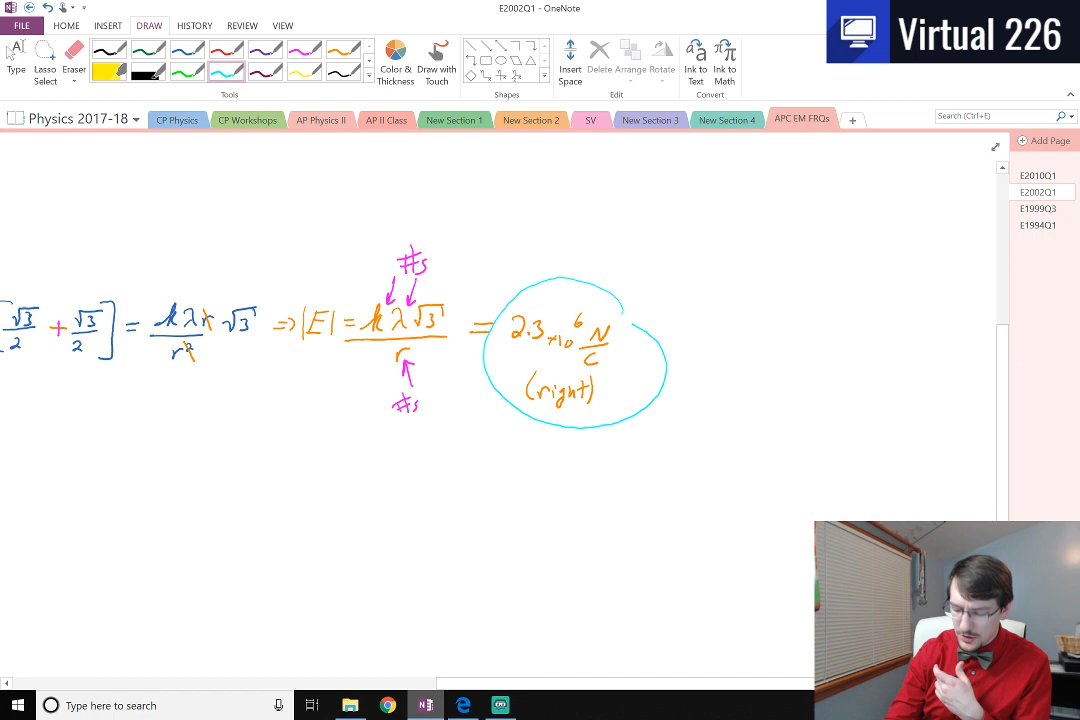 E2002Q1 - OneNote
FILE HOME INSERT DRAW HISTORY REVIEW VIEW
Virtual 226
Type Lasso Select Eraser Color & Thickness Draw with Touch Insert Space Delete Arrange Rotate Ink to Text Ink to Math
Tools Shapes Edit Convert
Physics 2017-18 CP Physics CP Workshops AP Physics II AP II Class New Section 1 New Section 2 SV New Section 3 New Section 4 APC EM FRQs Search (Ctrl+E)
Add Page
E2010Q1
E2002Q1
E1999Q3
E1994Q1
#s
√3/2 + √3/2] = kλr/r² √3 ⇒ |E| = kλ√3/r = 2.3×10⁶ N/C
(right)
#s
Type here to search